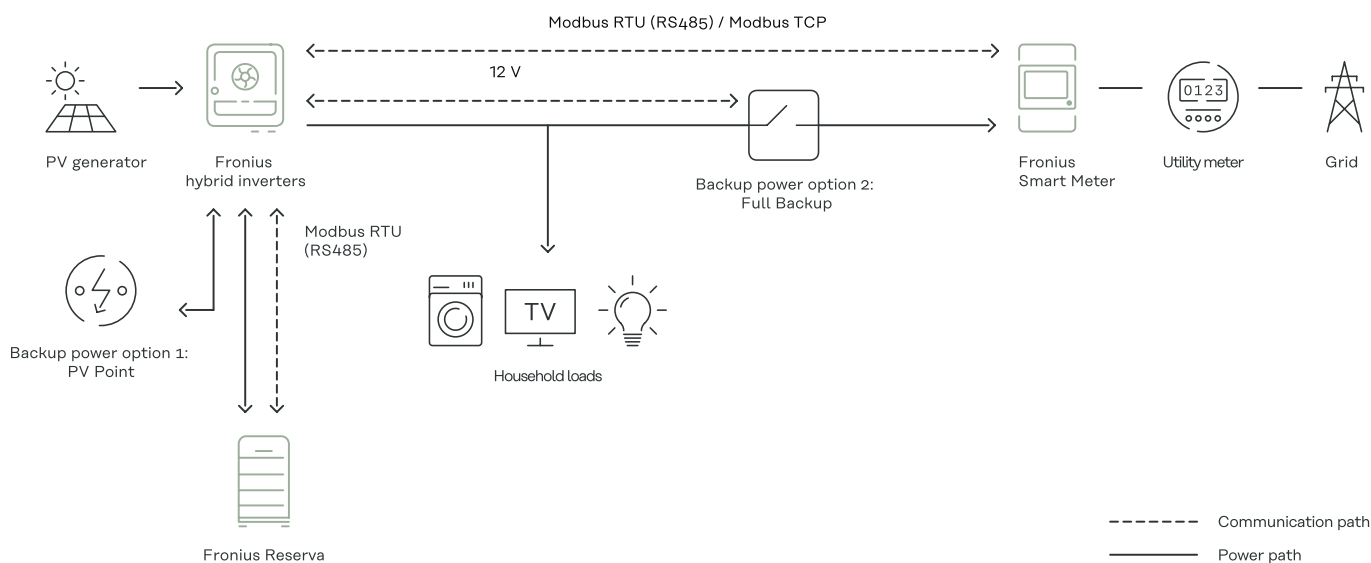 Modbus RTU (RS485) / Modbus TCP
12 V
0123
PV generator
Fronius
hybrid inverters
Backup power option 2:
Full Backup
Fronius
Smart Meter
Utility meter
Grid
Modbus RTU
(RS485)
TV
Household loads
Backup power option 1:
PV Point
Fronius Reserva
Communication path
Power path